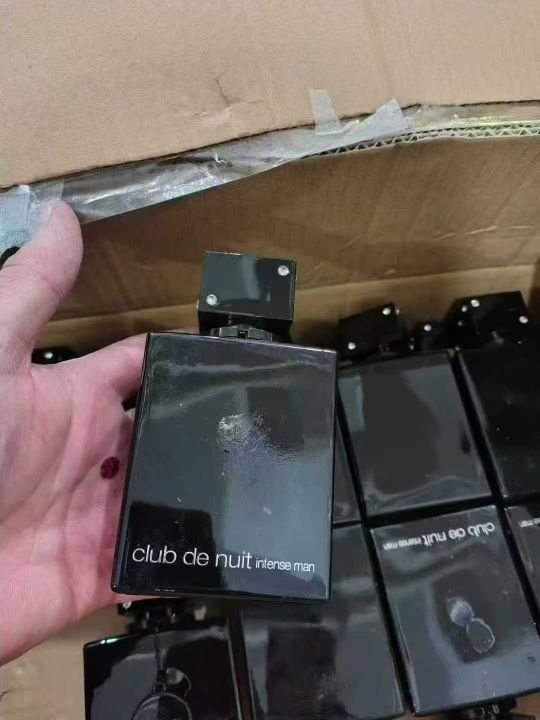 club de nuit intense man
club de nuit intense man